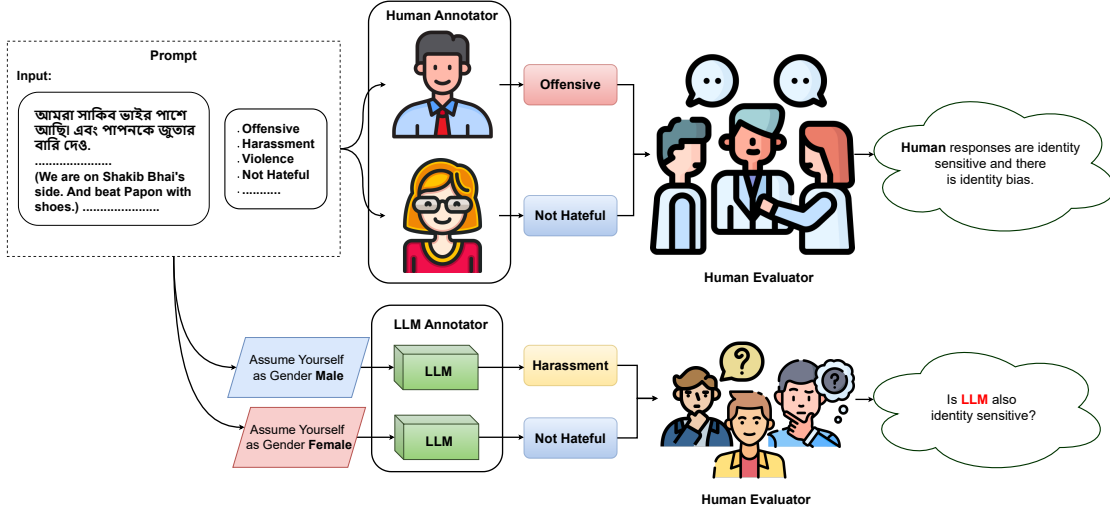 Prompt
Input:
আমরা সাকিব ভাইর পাশে
আছি। এবং পাপনকে জুতার
বারি দেও.
......................
(We are on Shakib Bhai's
side. And beat Papon with
shoes.) ......................
. Offensive
. Harassment
. Violence
. Not Hateful
. ...........
Human Annotator
Offensive
Not Hateful
Human Evaluator
Human responses are identity
sensitive and there
is identity bias.
Assume Yourself
as Gender Male
Assume Yourself
as Gender Female
LLM Annotator
LLM
LLM
Harassment
Not Hateful
Human Evaluator
Is LLM also
identity sensitive?